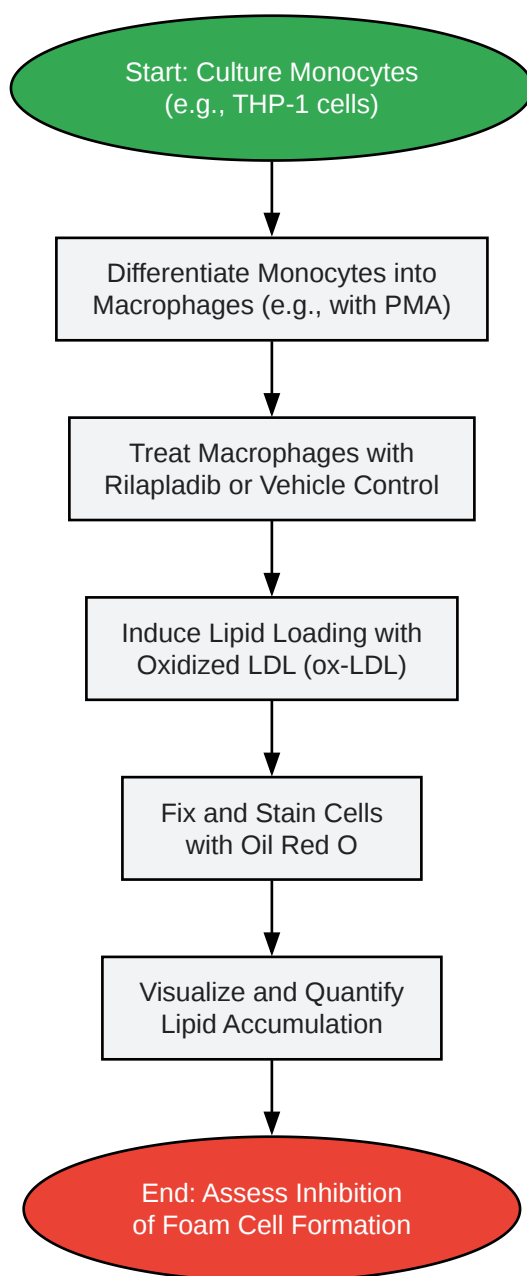 Start: Culture Monocytes
(e.g., THP-1 cells)
Differentiate Monocytes into
Macrophages (e.g., with PMA)
Treat Macrophages with
Rilapladib or Vehicle Control
Induce Lipid Loading with
Oxidized LDL (ox-LDL)
Fix and Stain Cells
with Oil Red O
Visualize and Quantify
Lipid Accumulation
End: Assess Inhibition
of Foam Cell Formation